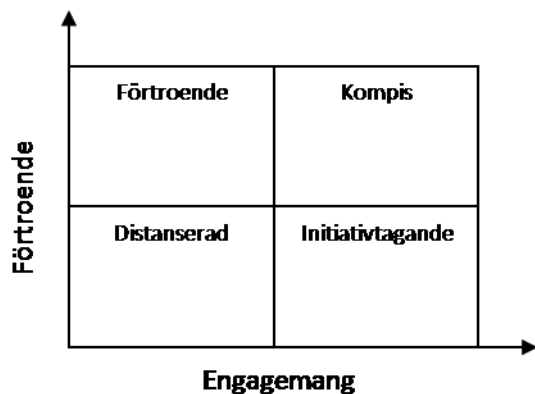 Förtroende
Kompis
Förtroende
Distanserad
Initiativtagande
Engagemang